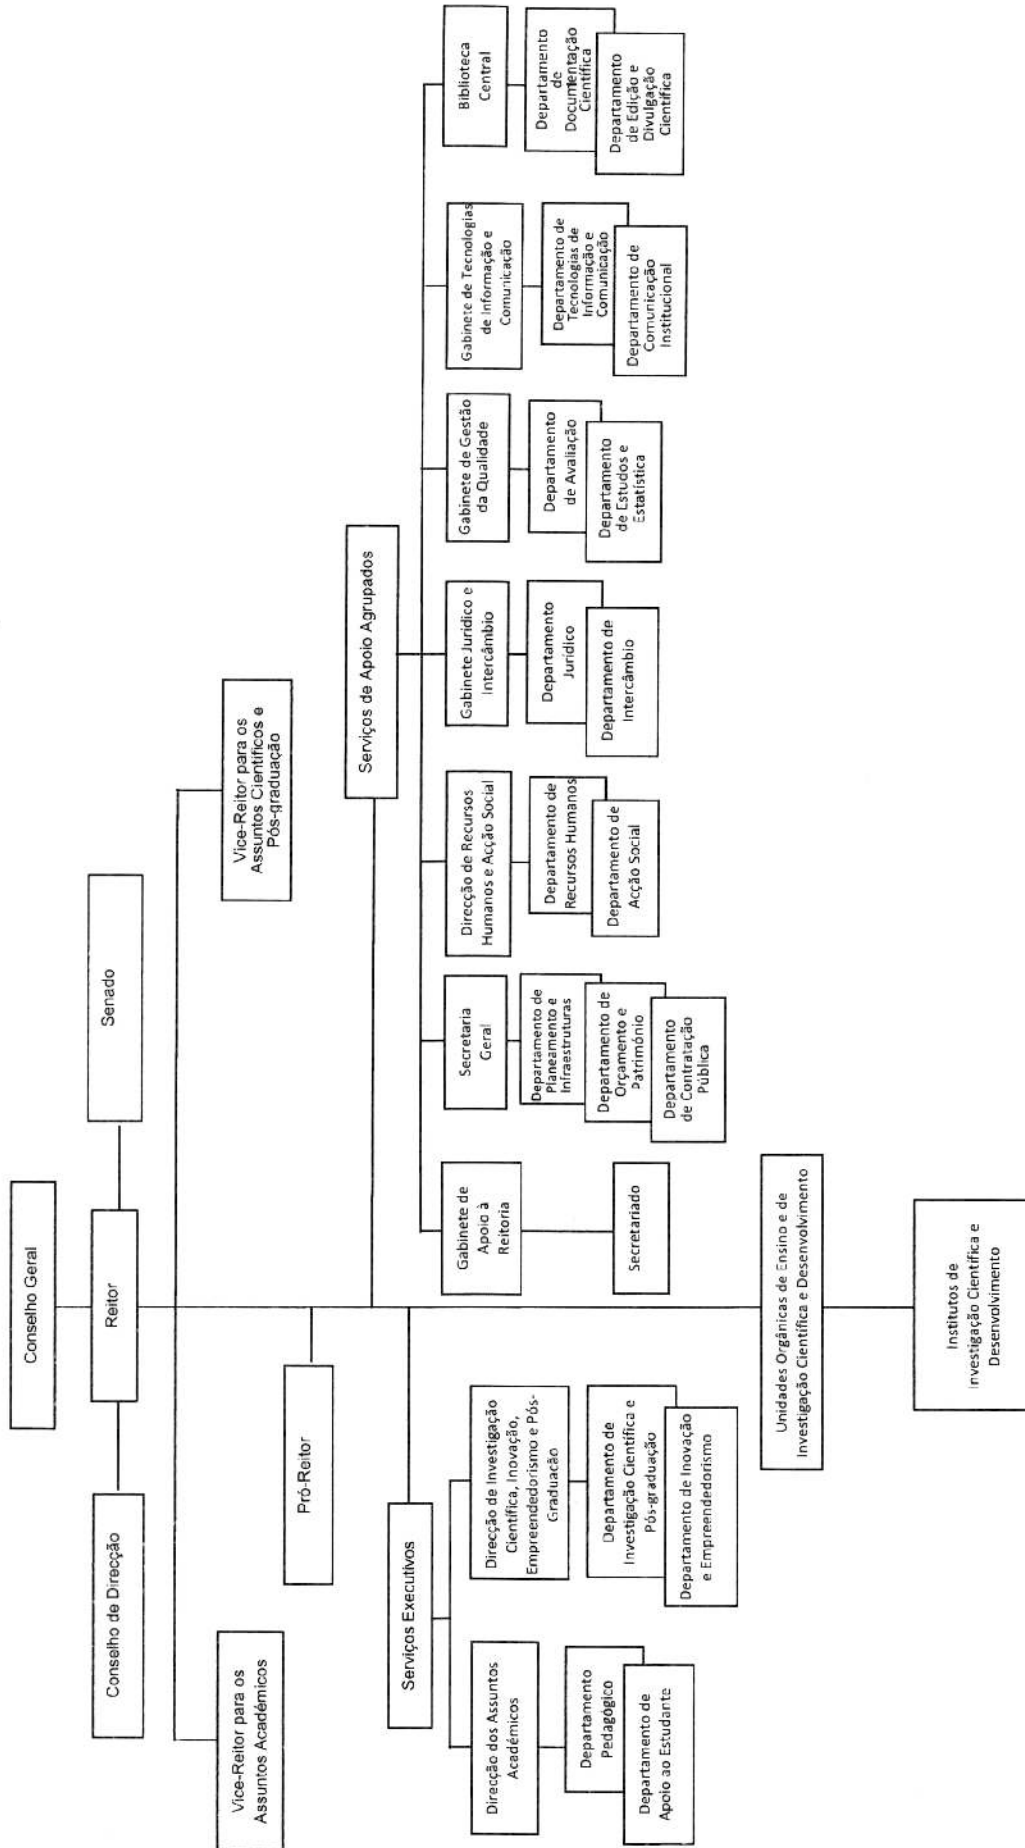 Conselho Geral
Conselho de Direcção
Reitor
Senado
Vice-Reitor para os
Assuntos Académicos
Vice-Reitor para os
Assuntos Científicos e
Pós-graduação
Pró-Reitor
Serviços Executivos
Serviços de Apoio Agrupados
Direcção dos Assuntos
Académicos
Departamento
Pedagógico
Departamento de
Apoio ao Estudante
Direcção de Investigação
Científica, Inovação,
Empreendedorismo e Pós-
Graduação
Departamento de
Investigação Científica e
Pós-graduação
Departamento de Inovação
e Empreendedorismo
Gabinete de
Apoio à
Reitoria
Secretariado
Secretaria
Geral
Departamento de
Planeamento e
Infraestruturas
Departamento de
Orçamento e
Património
Departamento
de Contratação
Pública
Direcção de Recursos
Humanos e Acção Social
Departamento de
Recursos Humanos
Departamento de
Acção Social
Gabinete Jurídico e
Intercâmbio
Departamento
Jurídico
Departamento de
Intercâmbio
Gabinete de Gestão
da Qualidade
Departamento
de Avaliação
Departamento
de Estudos e
Estatística
Gabinete de Tecnologias
de Informação e
Comunicação
Departamento de
Tecnologias de
Informação e
Comunicação
Departamento de
Comunicação
Institucional
Biblioteca
Central
Departamento
de
Documentação
Científica
Departamento
de Edição e
Divulgação
Científica
Unidades Orgânicas de Ensino e de
Investigação Científica e Desenvolvimento
Institutos de
Investigação Científica e
Desenvolvimento